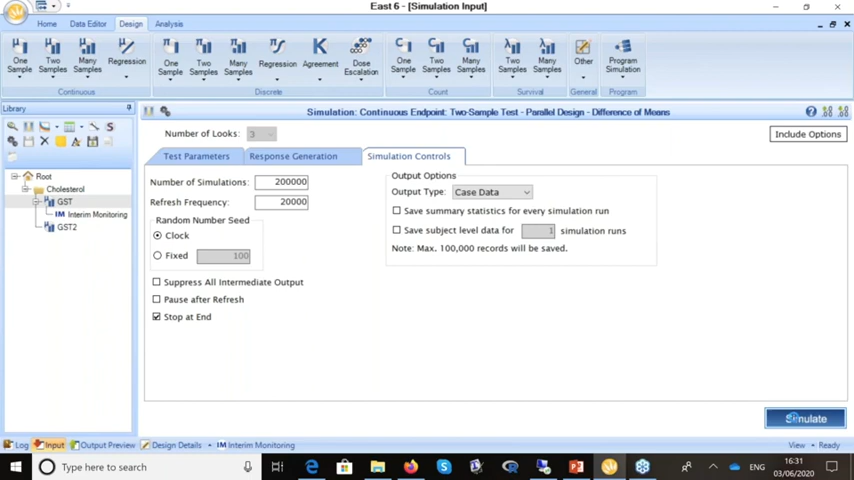 East 6 - [Simulation Input]
Home Data Editor Design Analysis
One Sample Two Samples Many Samples Regression
One Sample Two Samples Many Samples Regression Agreement Dose Escalation
One Sample Two Samples Many Samples
Two Samples Many Samples
Other
Program Simulation
Continuous Discrete Count Survival General Program
Library
Simulation: Continuous Endpoint: Two-Sample Test - Parallel Design - Difference of Means
Number of Looks: 3
Include Options
Test Parameters Response Generation Simulation Controls
Root
Cholesterol
GST
IM Interim Monitoring
GST2
Number of Simulations: 200000
Refresh Frequency: 20000
Random Number Seed
Clock
Fixed 100
Suppress All Intermediate Output
Pause after Refresh
Stop at End
Output Options
Output Type: Case Data
Save summary statistics for every simulation run
Save subject level data for 1 simulation runs
Note: Max. 100,000 records will be saved.
Simulate
Log Input Output Preview Design Details IM Interim Monitoring View Ready
Type here to search
ENG
16:31
03/06/2020